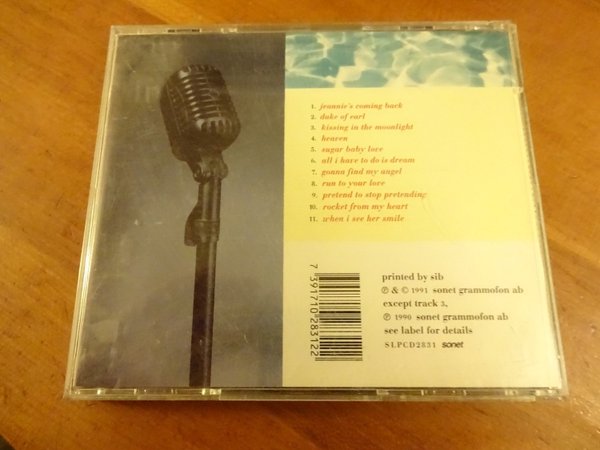 1. jeannie's coming back
2. duke of earl
3. kissing in the moonlight
4. heaven
5. sugar baby love
6. all i have to do is dream
7. gonna find my angel
8. run to your love
9. pretend to stop pretending
10. rocket from my heart
11. when i see her smile
7 391710 283122
printed by sib
℗ & © 1991 sonet grammofon ab
except track 3,
℗ 1990 sonet grammofon ab
see label for details
SLPCD2831 sonet